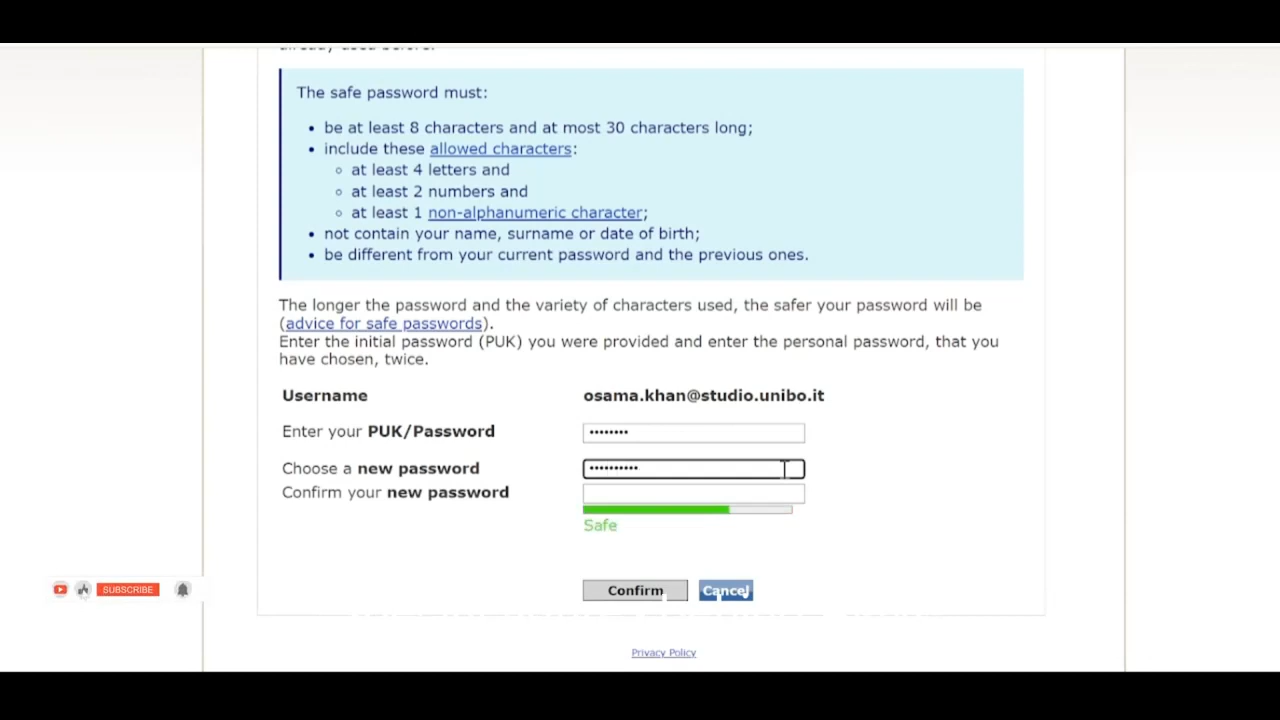 The safe password must:
• be at least 8 characters and at most 30 characters long;
• include these allowed characters:
◦ at least 4 letters and
◦ at least 2 numbers and
◦ at least 1 non-alphanumeric character;
• not contain your name, surname or date of birth;
• be different from your current password and the previous ones.
The longer the password and the variety of characters used, the safer your password will be
(advice for safe passwords).
Enter the initial password (PUK) you were provided and enter the personal password, that you
have chosen, twice.
Username osama.khan@studio.unibo.it
Enter your PUK/Password ••••••••
Choose a new password ••••••••••
Confirm your new password
Safe
SUBSCRIBE
Confirm Cancel
Privacy Policy